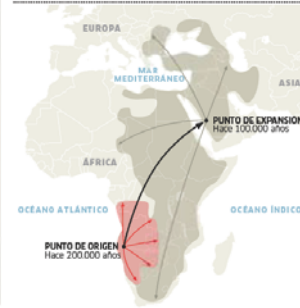 EUROPA
MAR
MEDITERRÁNEO
ASIA
PUNTO DE EXPANSIÓN
Hace 100.000 años
ÁFRICA
OCÉANO ATLÁNTICO
OCÉANO ÍNDICO
PUNTO DE ORIGEN
Hace 200.000 años